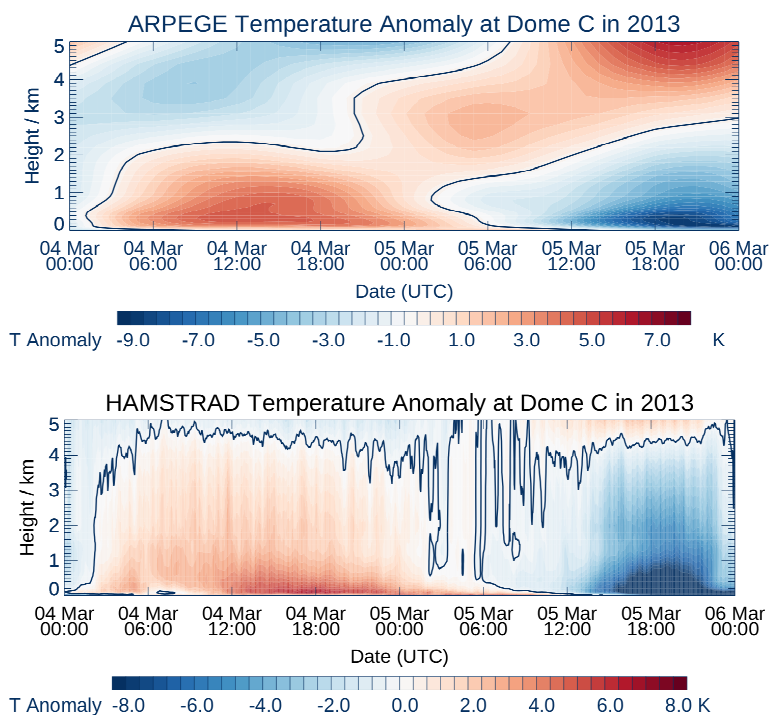 ARPEGE Temperature Anomaly at Dome C in 2013
5
4
3
2
1
0
Height / km
04 Mar 04 Mar 04 Mar 04 Mar 05 Mar 05 Mar 05 Mar 05 Mar 06 Mar
00:00 06:00 12:00 18:00 00:00 06:00 12:00 18:00 00:00
Date (UTC)
T Anomaly -9.0 -7.0 -5.0 -3.0 -1.0 1.0 3.0 5.0 7.0 K
HAMSTRAD Temperature Anomaly at Dome C in 2013
5
4
3
2
1
0
Height / km
04 Mar 04 Mar 04 Mar 04 Mar 05 Mar 05 Mar 05 Mar 05 Mar 06 Mar
00:00 06:00 12:00 18:00 00:00 06:00 12:00 18:00 00:00
Date (UTC)
T Anomaly -8.0 -6.0 -4.0 -2.0 0.0 2.0 4.0 6.0 8.0 K